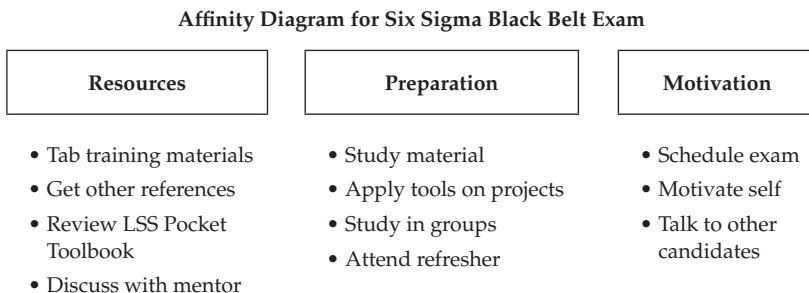 Affinity Diagram for Six Sigma Black Belt Exam
Resources
• Tab training materials
• Get other references
• Review LSS Pocket
Toolbook
• Discuss with mentor
Preparation
• Study material
• Apply tools on projects
• Study in groups
• Attend refresher
Motivation
• Schedule exam
• Motivate self
• Talk to other
candidates